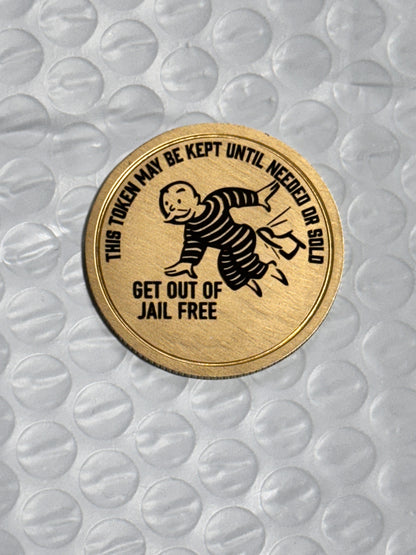 THIS TOKEN MAY BE KEPT UNTIL NEEDED OR SOLD
GET OUT OF
JAIL FREE